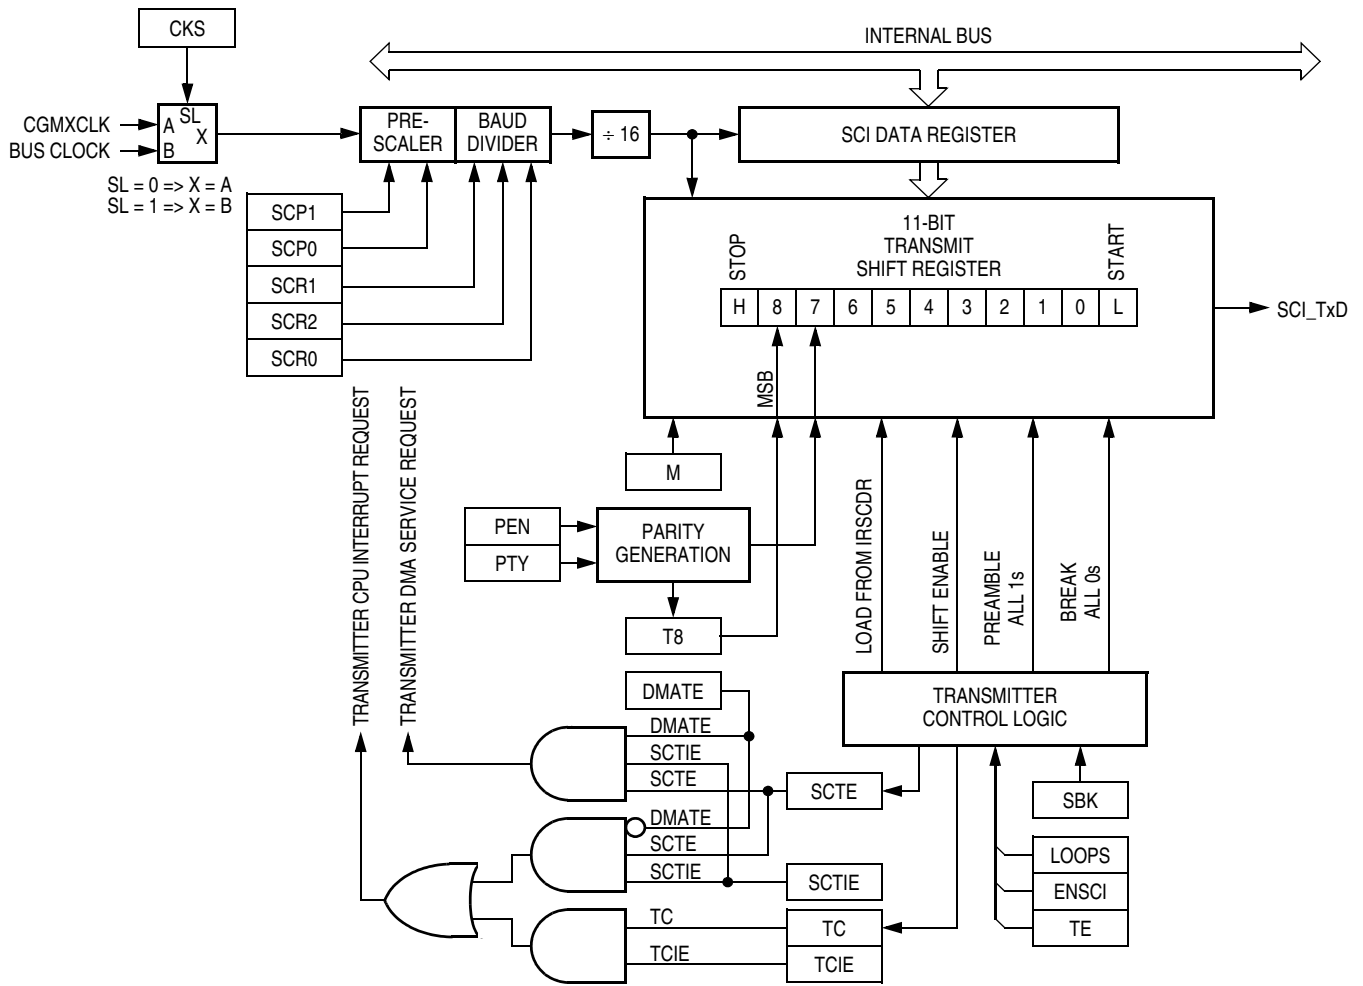 CKS
INTERNAL BUS
CGMXCLK
BUS CLOCK
A
SL
X
B
SL = 0 => X = A
SL = 1 => X = B
PRE-
SCALER
BAUD
DIVIDER
÷ 16
SCI DATA REGISTER
SCP1
SCP0
SCR1
SCR2
SCR0
11-BIT
TRANSMIT
SHIFT REGISTER
STOP
START
H 8 7 6 5 4 3 2 1 0 L
SCI_TxD
MSB
M
TRANSMITTER CPU INTERRUPT REQUEST
TRANSMITTER DMA SERVICE REQUEST
PEN
PTY
PARITY
GENERATION
T8
LOAD FROM IRSCDR
SHIFT ENABLE
PREAMBLE
ALL 1s
BREAK
ALL 0s
TRANSMITTER
CONTROL LOGIC
DMATE
DMATE
SCTIE
SCTE
SCTE
DMATE
SCTE
SCTIE
SCTIE
TC
TC
TCIE
TCIE
SBK
LOOPS
ENSCI
TE